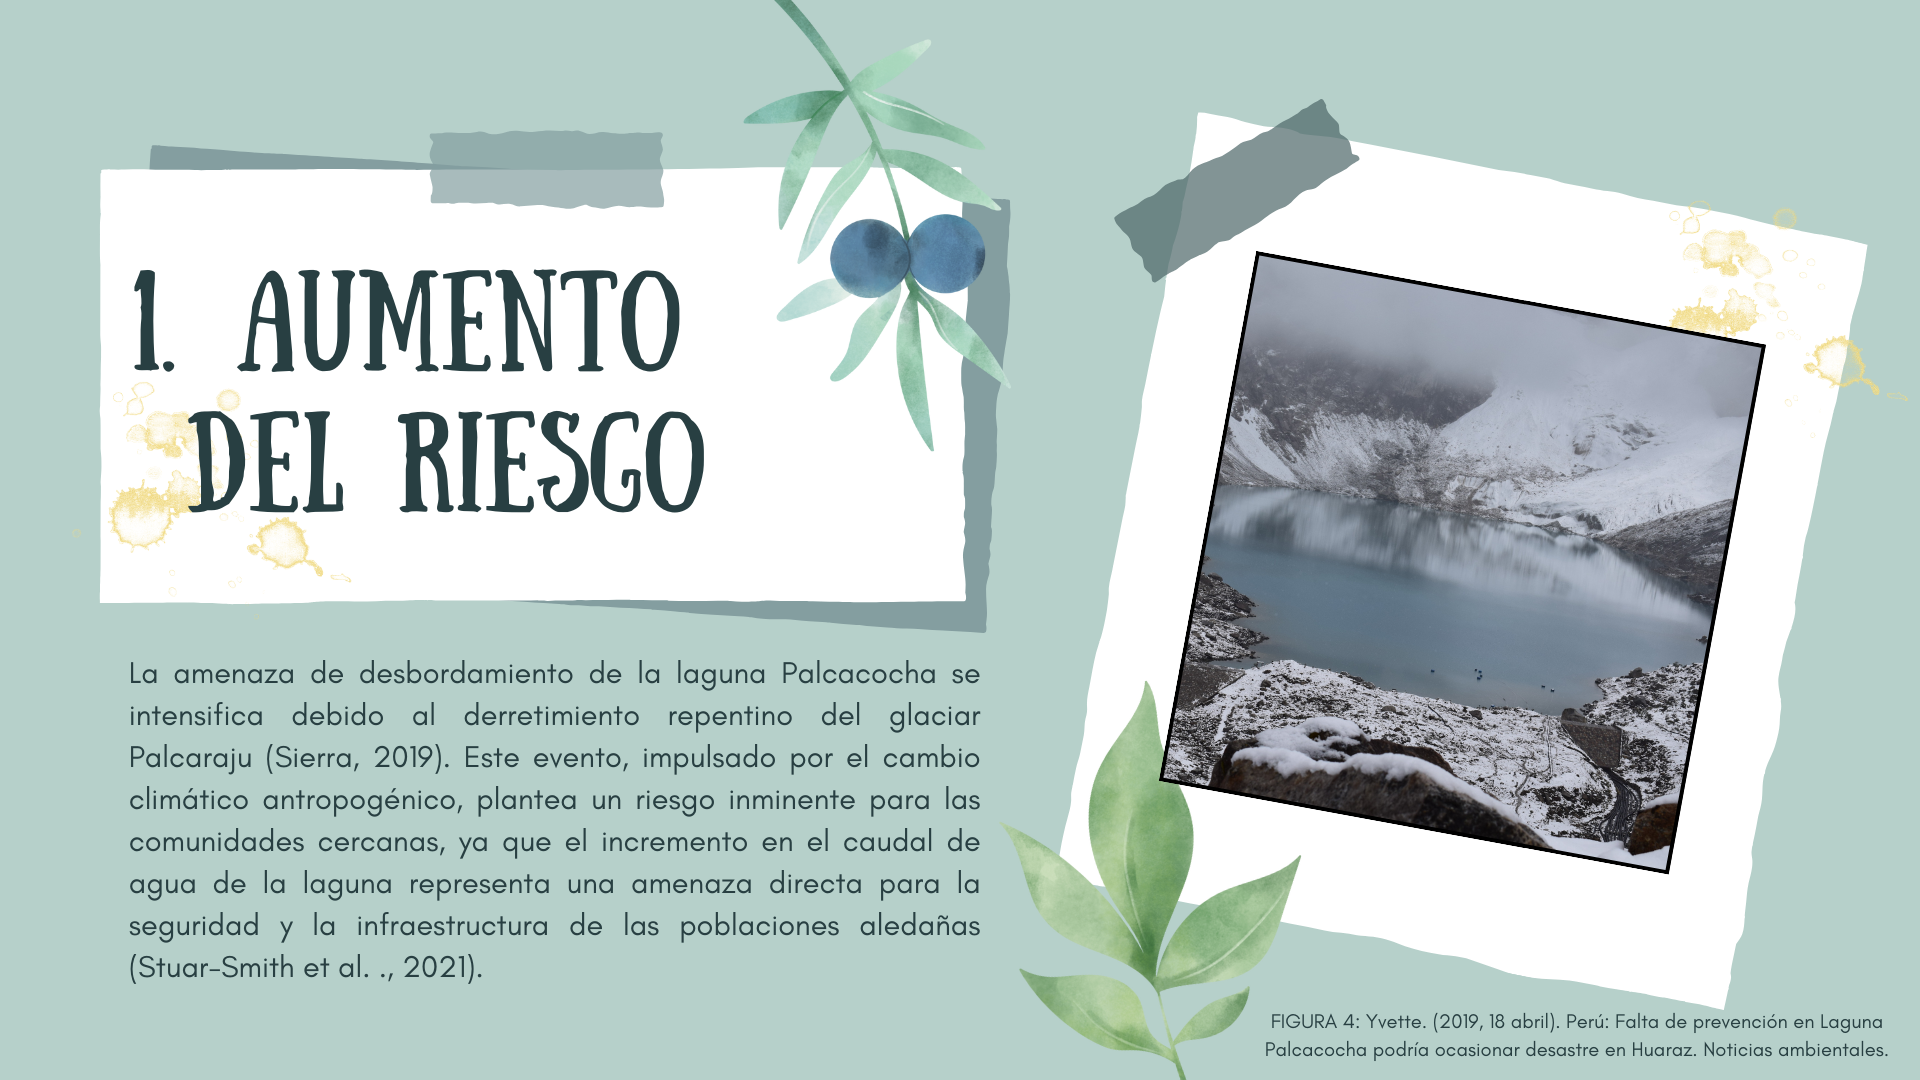 1. AUMENTO
DEL RIESGO
La amenaza de desbordamiento de la laguna Palcacocha se
intensifica debido al derretimiento repentino del glaciar
Palcaraju (Sierra, 2019). Este evento, impulsado por el cambio
climático antropogénico, plantea un riesgo inminente para las
comunidades cercanas, ya que el incremento en el caudal de
agua de la laguna representa una amenaza directa para la
seguridad y la infraestructura de las poblaciones aledañas
(Stuar-Smith et al. ., 2021).
FIGURA 4: Yvette. (2019, 18 abril). Perú: Falta de prevención en Laguna
Palcacocha podría ocasionar desastre en Huaraz. Noticias ambientales.